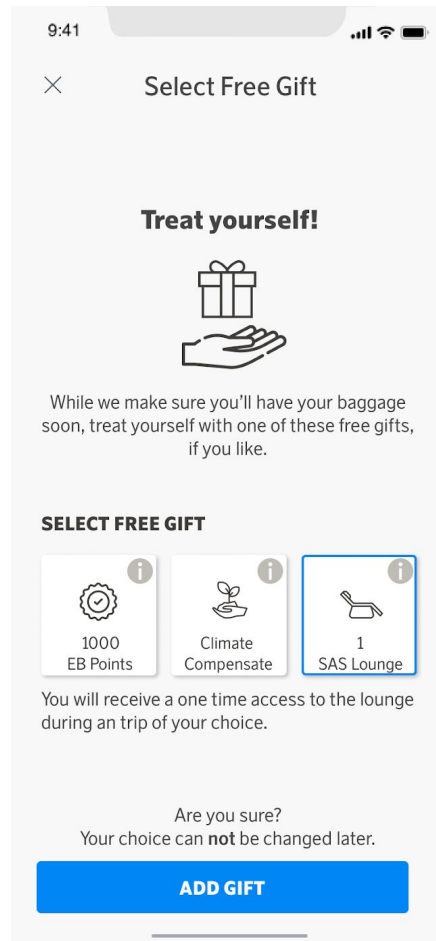 9:41
Select Free Gift
Treat yourself!
While we make sure you'll have your baggage
soon, treat yourself with one of these free gifts,
if you like.
SELECT FREE GIFT
i
1000
EB Points
i
Climate
Compensate
i
1
SAS Lounge
You will receive a one time access to the lounge
during an trip of your choice.
Are you sure?
Your choice can not be changed later.
ADD GIFT